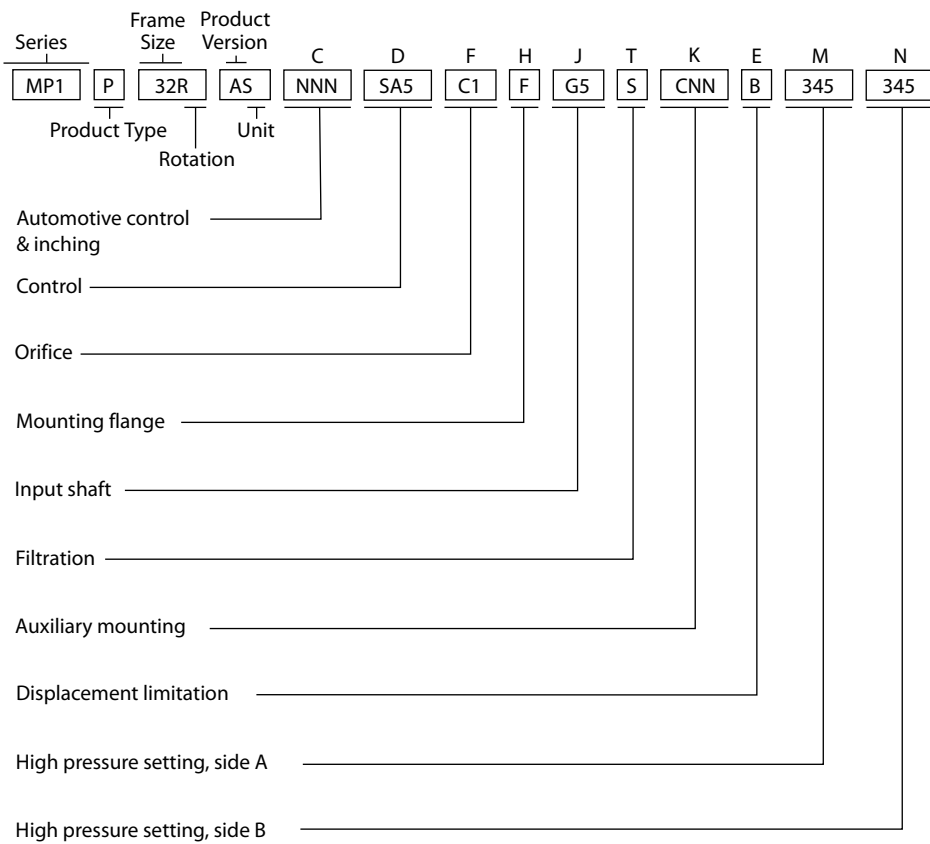 Frame Product
Series Size Version C D F H J T K E M N
MP1 P 32R AS NNN SA5 C1 F G5 S CNN B 345 345
Product Type Unit
Rotation
Automotive control
& inching
Control
Orifice
Mounting flange
Input shaft
Filtration
Auxiliary mounting
Displacement limitation
High pressure setting, side A
High pressure setting, side B